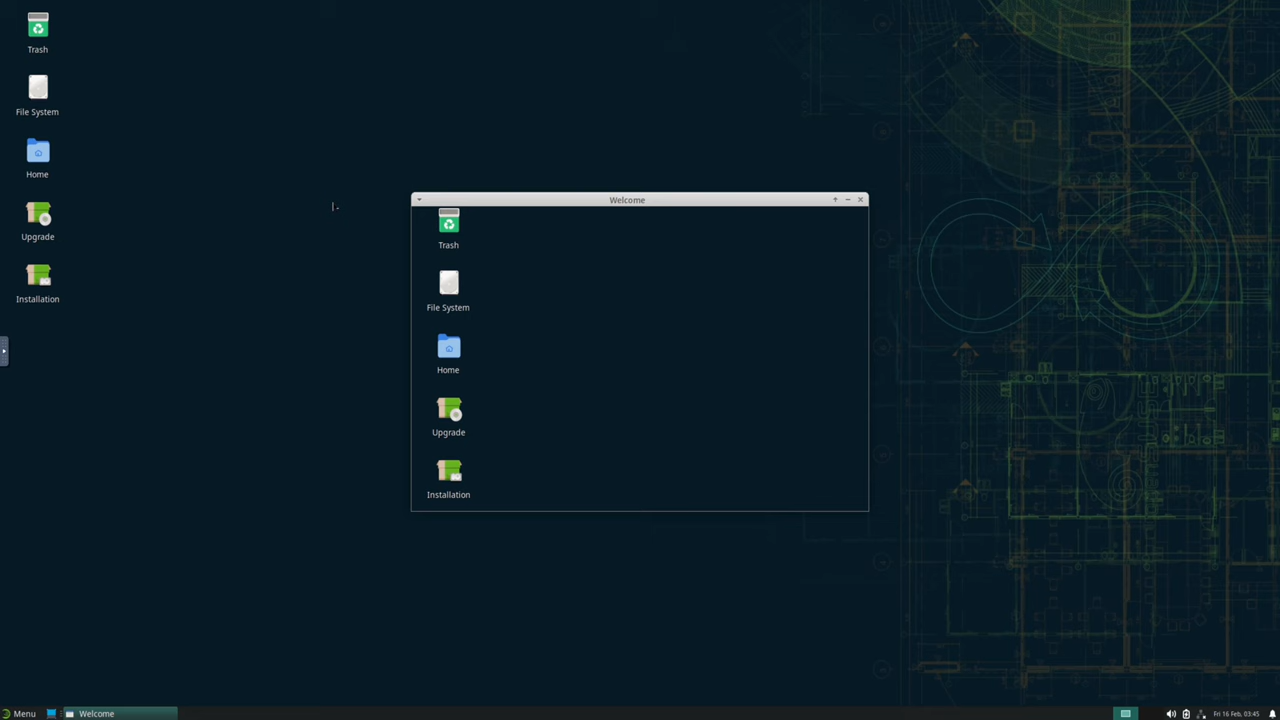 Trash
File System
Home
Upgrade
Installation
Welcome
Trash
File System
Home
Upgrade
Installation
Menu
Welcome
Fri 16 Feb, 03:45